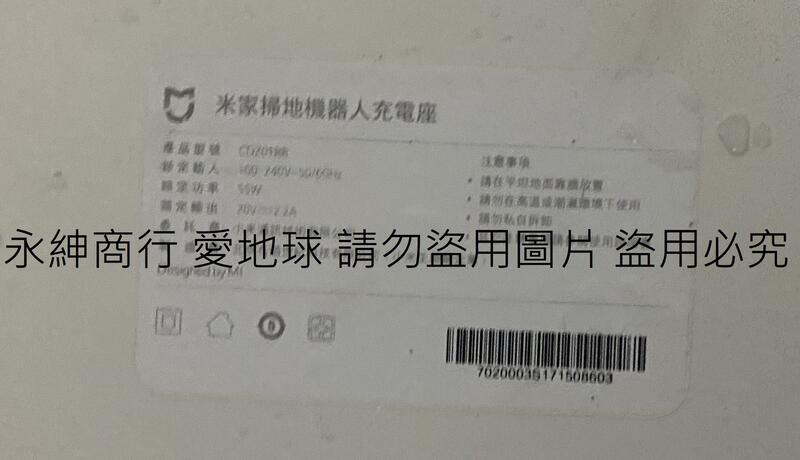 米家掃地機器人充電座
產品型號 CDZ01RR
額定輸入 100-240V~50/60Hz
額定功率 55W
額定輸出 20V 2.2A
委託商
Designed by MI
注意事項
• 請在平坦地面靠牆放置
• 請勿在高溫或潮濕環境下使用
• 請勿私自拆卸
永紳商行 愛地球 請勿盜用圖片 盜用必究
70200035171508603